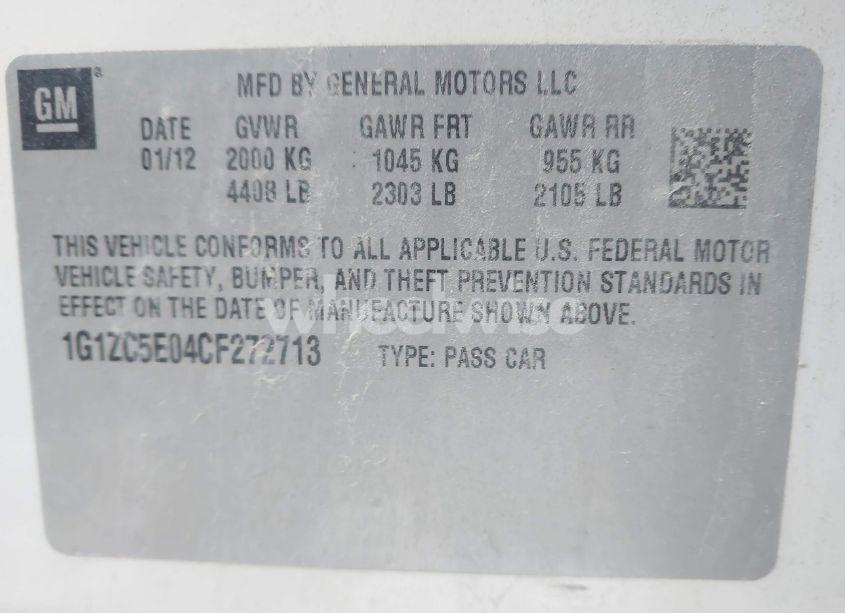 GM ®
MFD BY GENERAL MOTORS LLC
DATE GVWR GAWR FRT GAWR RR
01/12 2000 KG 1045 KG 955 KG
4408 LB 2303 LB 2105 LB
THIS VEHICLE CONFORMS TO ALL APPLICABLE U.S. FEDERAL MOTOR
VEHICLE SAFETY, BUMPER, AND THEFT PREVENTION STANDARDS IN
EFFECT ON THE DATE OF MANUFACTURE SHOWN ABOVE.
1G1ZC5E04CF272713 TYPE: PASS CAR